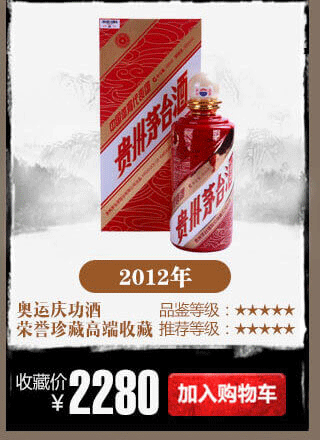 贵州茅台酒
贵州茅台酒
2012年
奥运庆功酒
品鉴等级：★★★★★
荣誉珍藏高端收藏
推荐等级：★★★★★
收藏价
￥2280
加入购物车